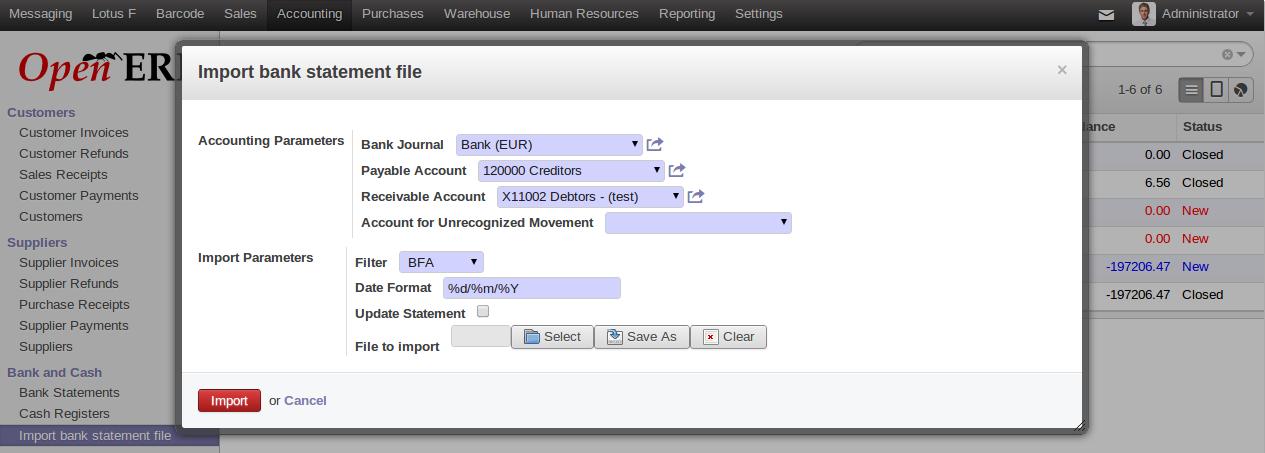 Messaging Lotus F Barcode Sales Accounting Purchases Warehouse Human Resources Reporting Settings Administrator
Open ER
Customers
Customer Invoices
Customer Refunds
Sales Receipts
Customer Payments
Customers
Suppliers
Supplier Invoices
Supplier Refunds
Purchase Receipts
Supplier Payments
Suppliers
Bank and Cash
Bank Statements
Cash Registers
Import bank statement file
Import bank statement file ×
Accounting Parameters
Bank Journal Bank (EUR)
Payable Account 120000 Creditors
Receivable Account X11002 Debtors - (test)
Account for Unrecognized Movement
Import Parameters
Filter BFA
Date Format %d/%m/%Y
Update Statement
File to import Select Save As Clear
Import or Cancel
1-6 of 6
lance Status
0.00 Closed
6.56 Closed
0.00 New
0.00 New
-197206.47 New
-197206.47 Closed